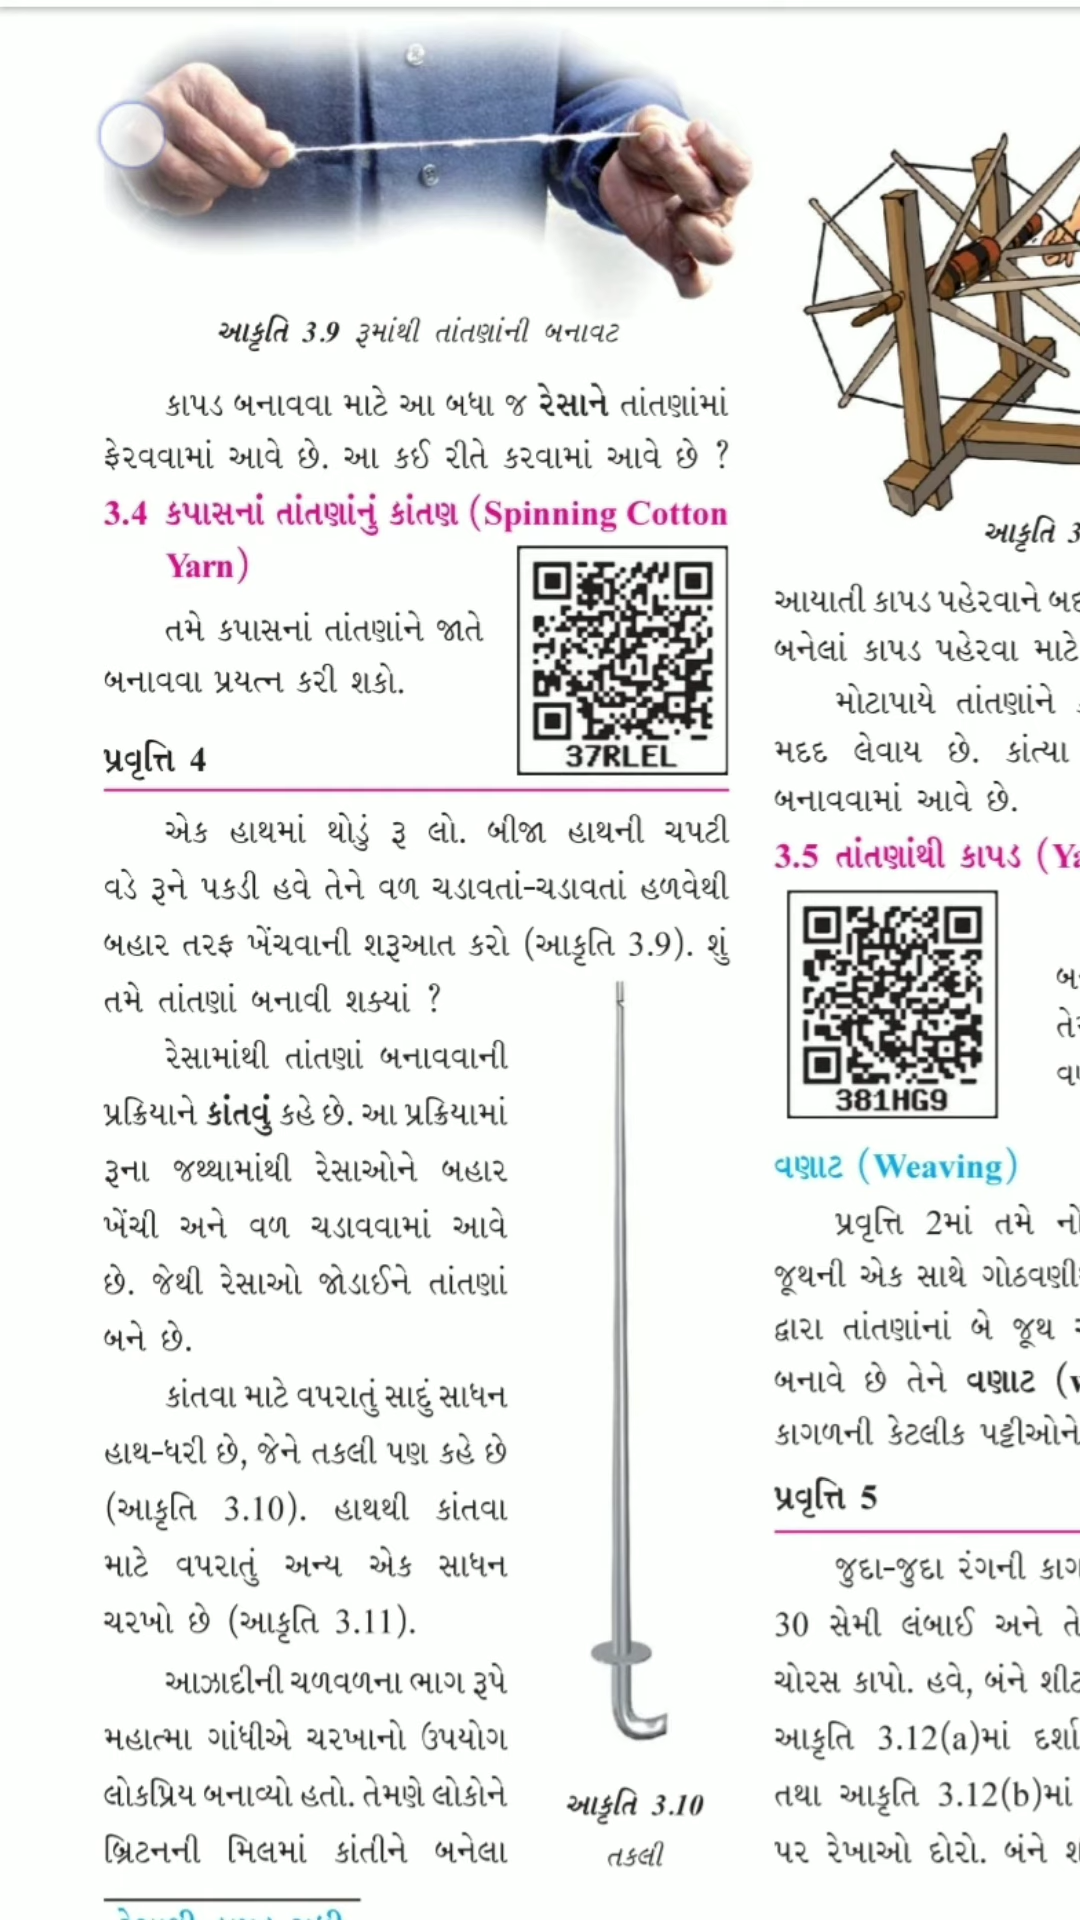 આકૃતિ 3.9 રૂમાંથી તાંતણાંની બનાવટ
કાપડ બનાવવા માટે આ બધા જ રેસાને તાંતણાંમાં
ફેરવવામાં આવે છે. આ કઈ રીતે કરવામાં આવે છે ?
3.4 કપાસનાં તાંતણાંનું કાંતણ (Spinning Cotton
Yarn)
તમે કપાસનાં તાંતણાંને જાતે
બનાવવા પ્રયત્ન કરી શકો.
37RLEL
પ્રવૃત્તિ 4
એક હાથમાં થોડું રૂ લો. બીજા હાથની ચપટી
વડે રૂને પકડી હવે તેને વળ ચડાવતાં-ચડાવતાં હળવેથી
બહાર તરફ ખેંચવાની શરૂઆત કરો (આકૃતિ 3.9). શું
તમે તાંતણાં બનાવી શક્યાં ?
રેસામાંથી તાંતણાં બનાવવાની
પ્રક્રિયાને કાંતવું કહે છે. આ પ્રક્રિયામાં
રૂના જથ્થામાંથી રેસાઓને બહાર
ખેંચી અને વળ ચડાવવામાં આવે
છે. જેથી રેસાઓ જોડાઈને તાંતણાં
બને છે.
કાંતવા માટે વપરાતું સાદું સાધન
હાથ-ધરી છે, જેને તકલી પણ કહે છે
(આકૃતિ 3.10). હાથથી કાંતવા
માટે વપરાતું અન્ય એક સાધન
ચરખો છે (આકૃતિ 3.11).
આઝાદીની ચળવળના ભાગ રૂપે
મહાત્મા ગાંધીએ ચરખાનો ઉપયોગ
લોકપ્રિય બનાવ્યો હતો. તેમણે લોકોને
બ્રિટનની મિલમાં કાંતીને બનેલા
આકૃતિ 3.10
તકલી
આકૃતિ 3
આયાતી કાપડ પહેરવાને
બનેલાં કાપડ પહેરવા માટે
મોટાપાયે તાંતણાંને
મદદ લેવાય છે. કાંત્યા
બનાવવામાં આવે છે.
3.5 તાંતણાંથી કાપડ
381HG9
વણાટ (Weaving)
પ્રવૃત્તિ 2માં તમે
જૂથની એક સાથે
દ્વારા તાંતણાંનાં બે જૂથ
બનાવે છે તેને વણાટ
કાગળની કેટલીક પટ્ટીઓને
પ્રવૃત્તિ 5
જુદા-જુદા રંગની
30 સેમી લંબાઈ અને
ચોરસ કાપો. હવે, બંને
આકૃતિ 3.12(a)માં
તથા આકૃતિ 3.12(b)માં
પર રેખાઓ દોરો. બંને